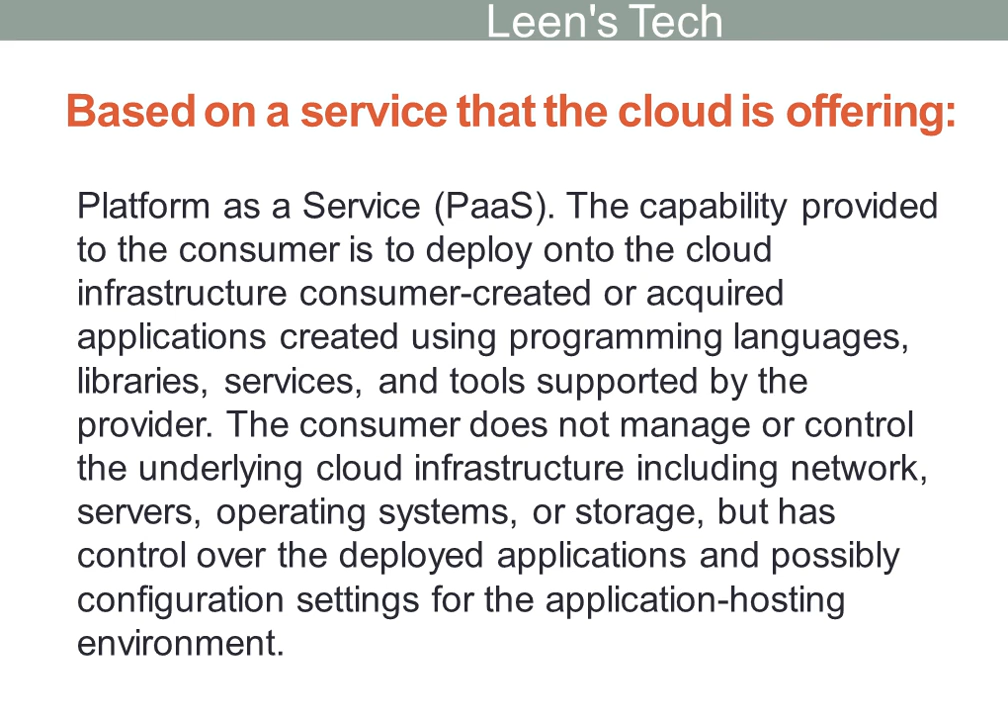 Leen's Tech
Based on a service that the cloud is offering:
Platform as a Service (PaaS). The capability provided
to the consumer is to deploy onto the cloud
infrastructure consumer-created or acquired
applications created using programming languages,
libraries, services, and tools supported by the
provider. The consumer does not manage or control
the underlying cloud infrastructure including network,
servers, operating systems, or storage, but has
control over the deployed applications and possibly
configuration settings for the application-hosting
environment.